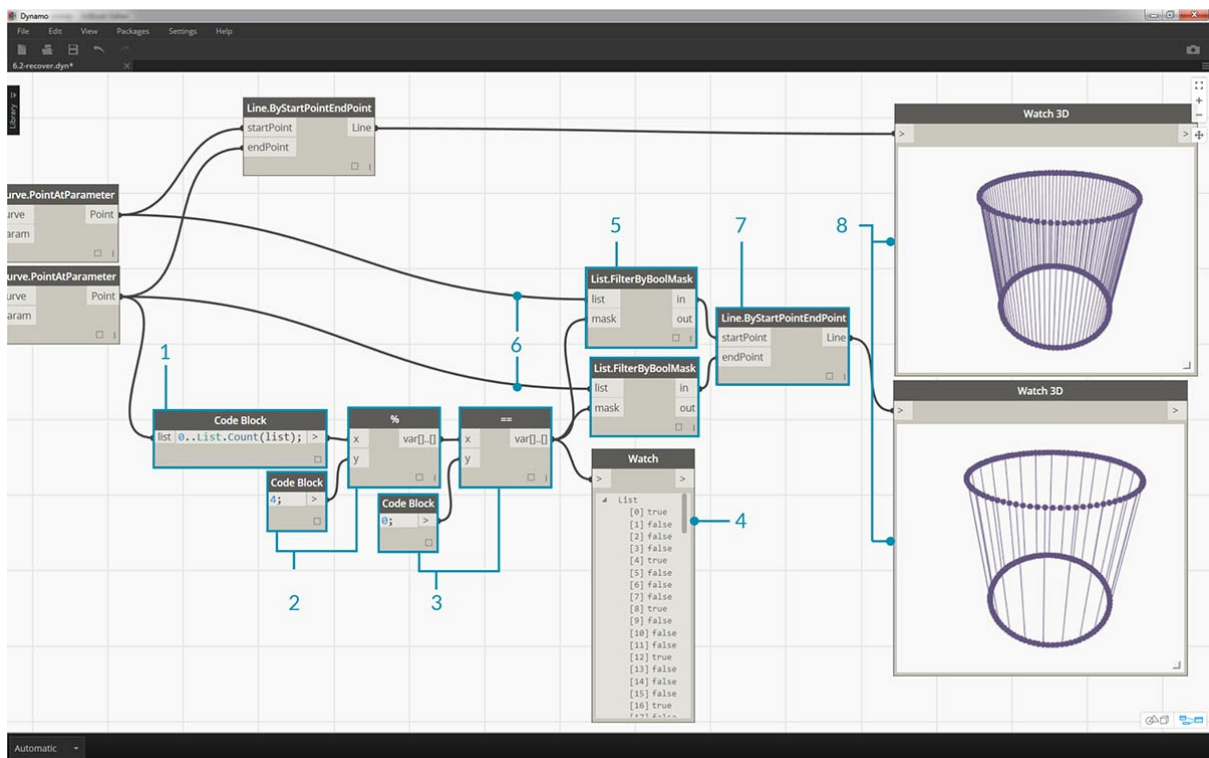 Dynamo
File Edit View Packages Settings Help
6.2-recover.dyn* ×
Library
Line.ByStartPointEndPoint
startPoint Line
endPoint
urve.PointAtParameter
urve Point
aram
urve.PointAtParameter
urve Point
aram
1
Code Block
list 0..List.Count(list); >
Code Block
4; >
2
%
x var[]..[]
y
Code Block
0; >
3
==
x var[]..[]
y
5
List.FilterByBoolMask
list in
mask out
6
List.FilterByBoolMask
list in
mask out
7
Line.ByStartPointEndPoint
startPoint Line
endPoint
Watch
> >
List
[0] true
[1] false
[2] false
[3] false
[4] true
[5] false
[6] false
[7] false
[8] true
[9] false
[10] false
[11] false
[12] true
[13] false
[14] false
[15] false
[16] true
[17] false
4
8
Watch 3D
> >
Watch 3D
> >
Automatic